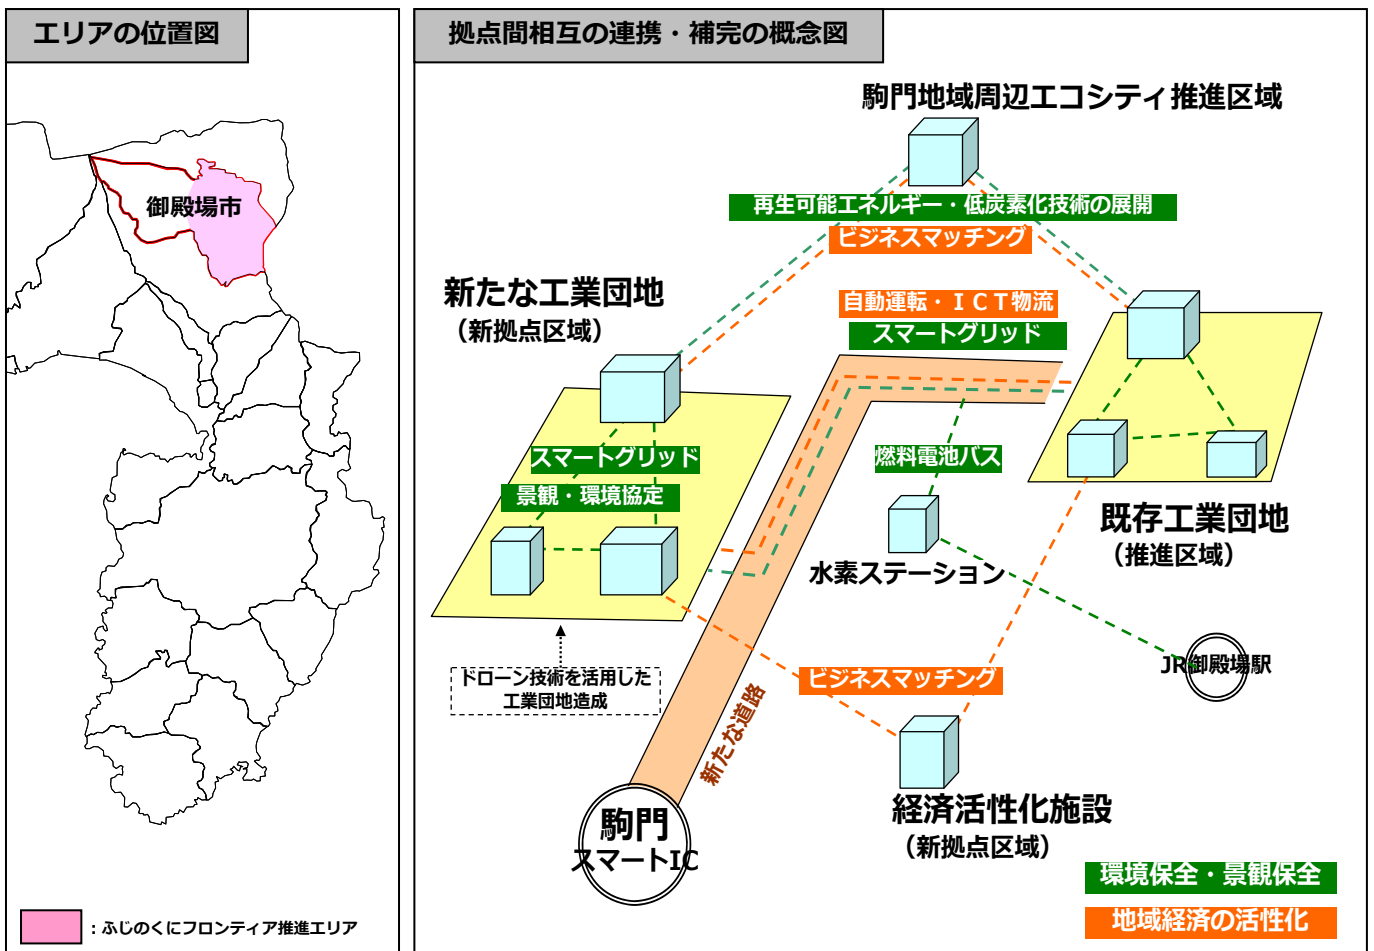 エリアの位置図
御殿場市
：ふじのくにフロンティア推進エリア
拠点間相互の連携・補完の概念図
駒門地域周辺エコシティ推進区域
再生可能エネルギー・低炭素化技術の展開
ビジネスマッチング
新たな工業団地
（新拠点区域）
自動運転・ＩＣＴ物流
スマートグリッド
スマートグリッド
景観・環境協定
燃料電池バス
既存工業団地
（推進区域）
水素ステーション
JR御殿場駅
ドローン技術を活用した
工業団地造成
ビジネスマッチング
新たな道路
駒門
スマートIC
経済活性化施設
（新拠点区域）
環境保全・景観保全
地域経済の活性化